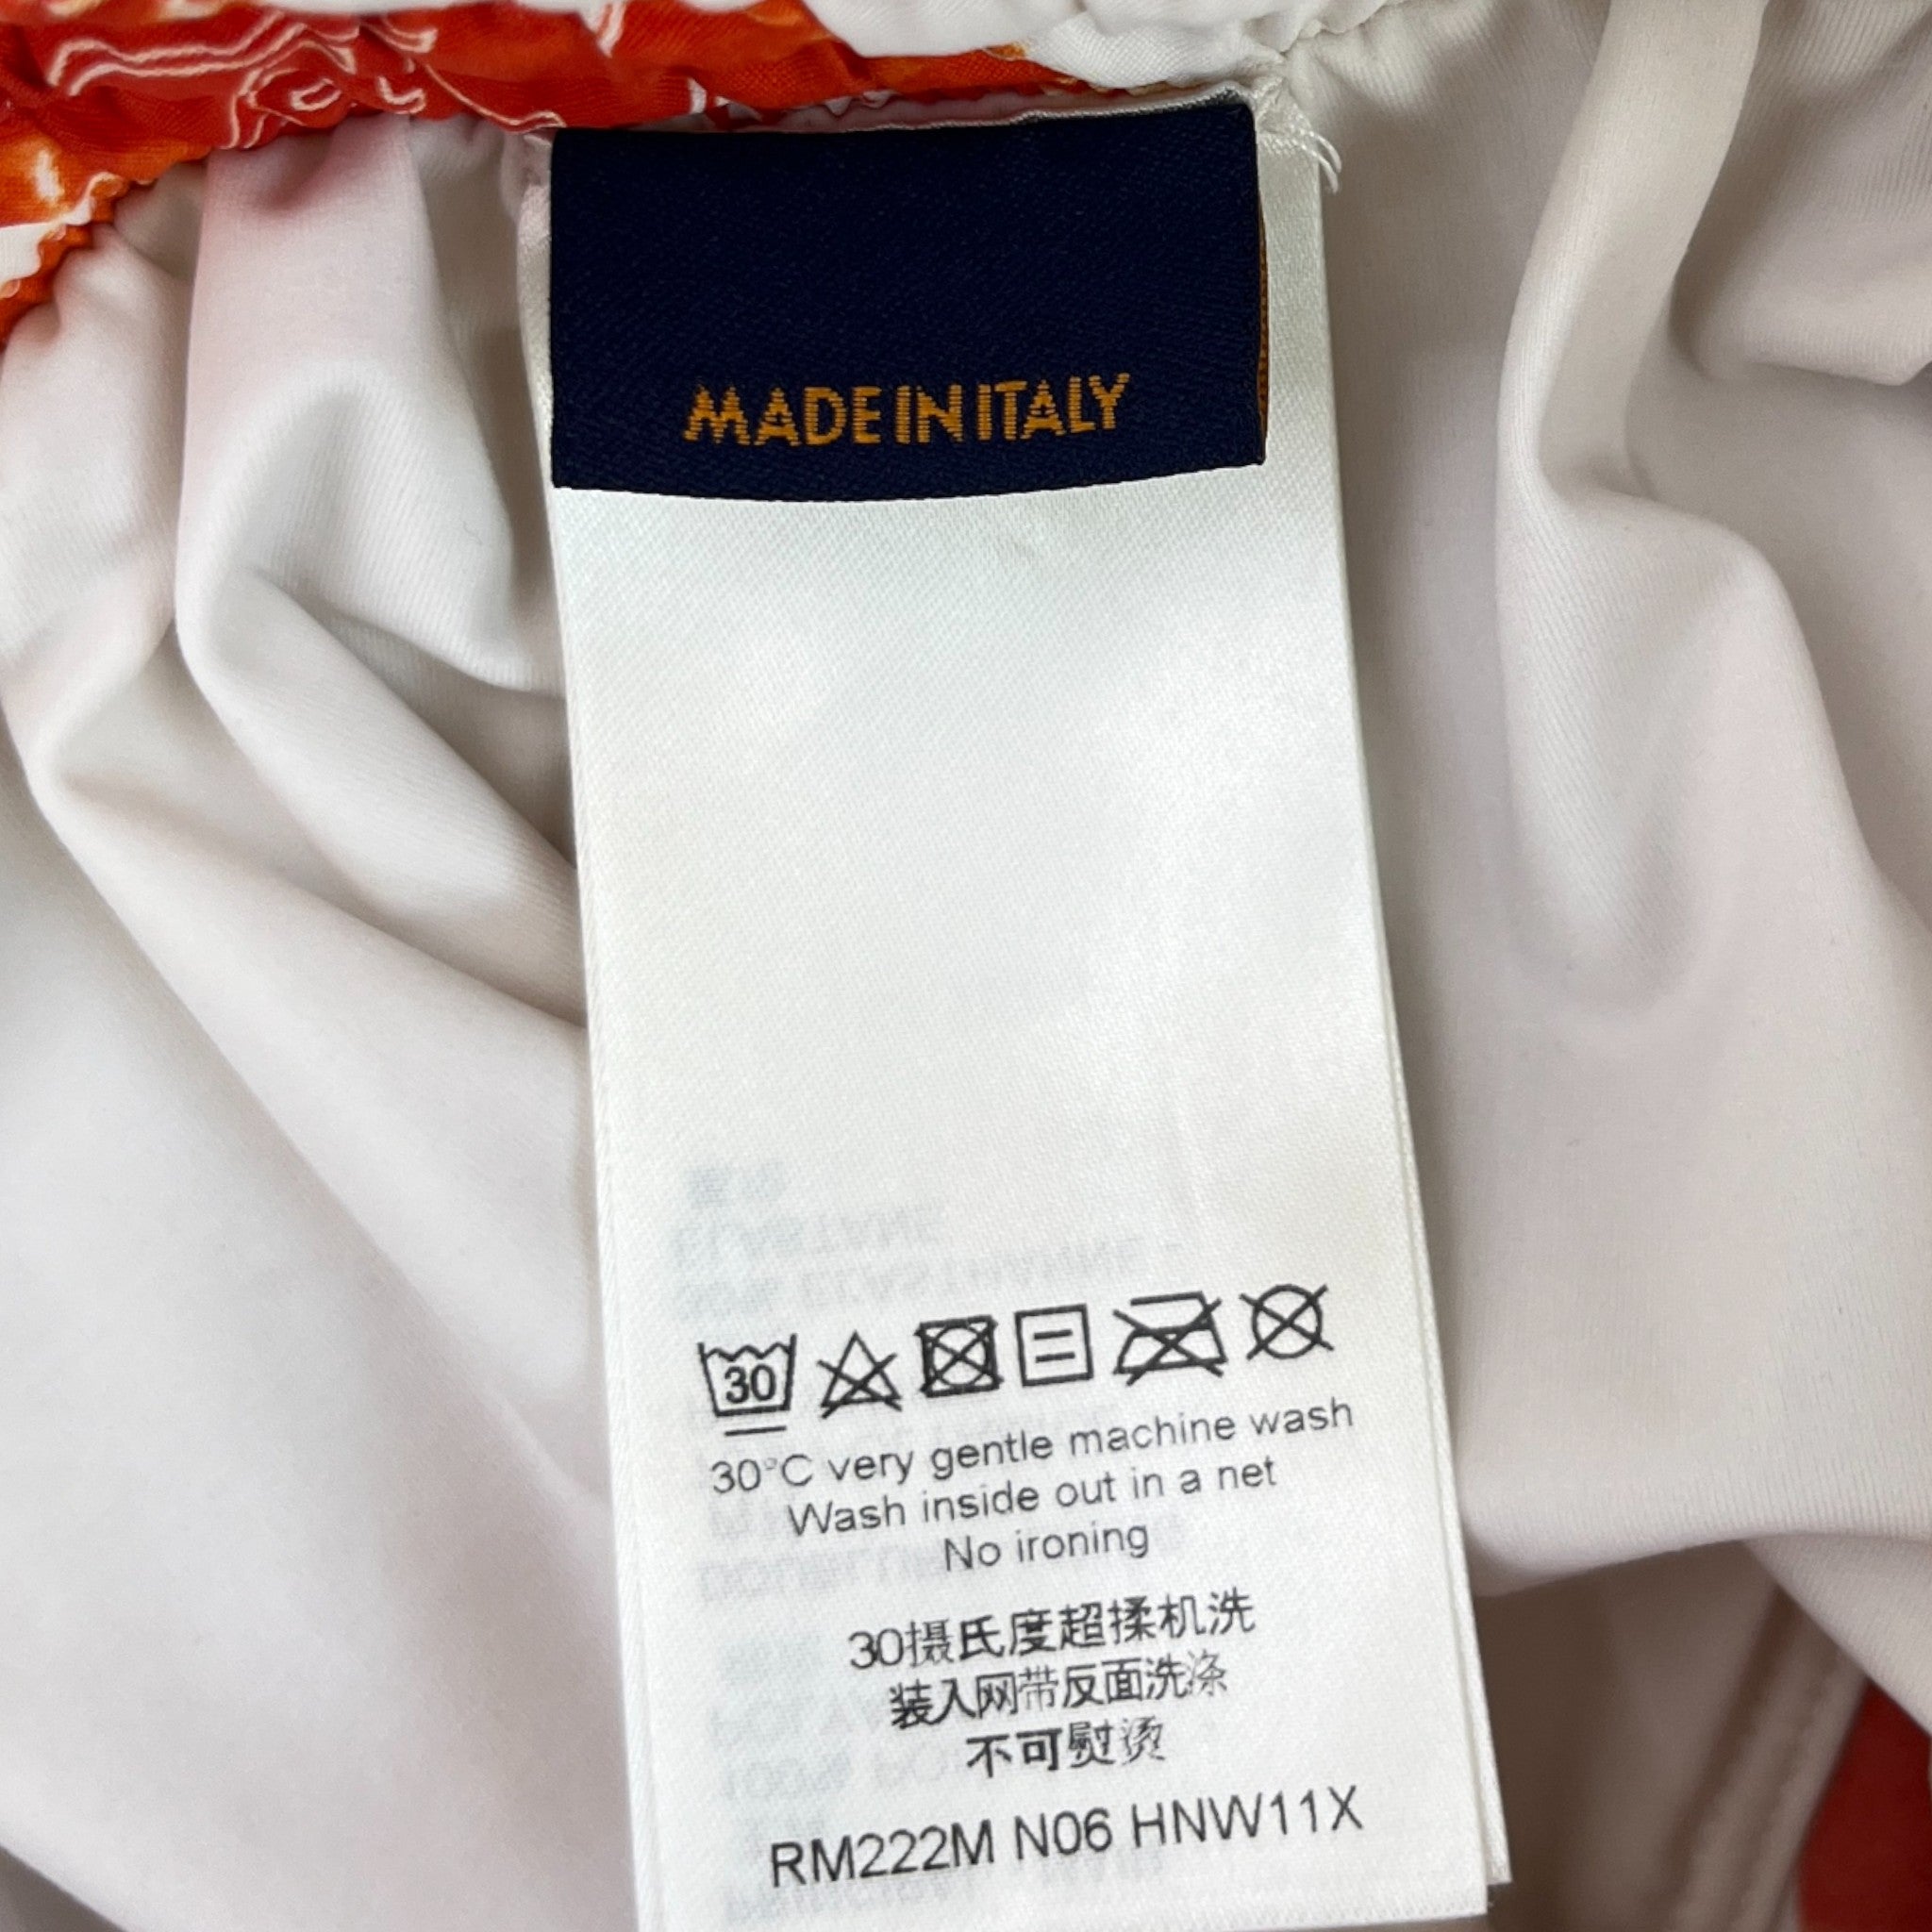 MADE IN ITALY
30
30°C very gentle machine wash
Wash inside out in a net
No ironing
30摄氏度超揉机洗
装入网带反面洗涤
不可熨烫
RM222M N06 HNW11X